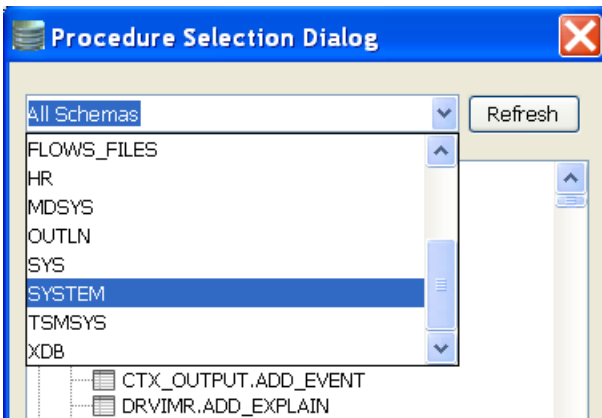 Procedure Selection Dialog
All Schemas
Refresh
FLOWS_FILES
HR
MDSYS
OUTLN
SYS
SYSTEM
TSMSYS
XDB
CTX_OUTPUT.ADD_EVENT
DRVIMR.ADD_EXPLAIN